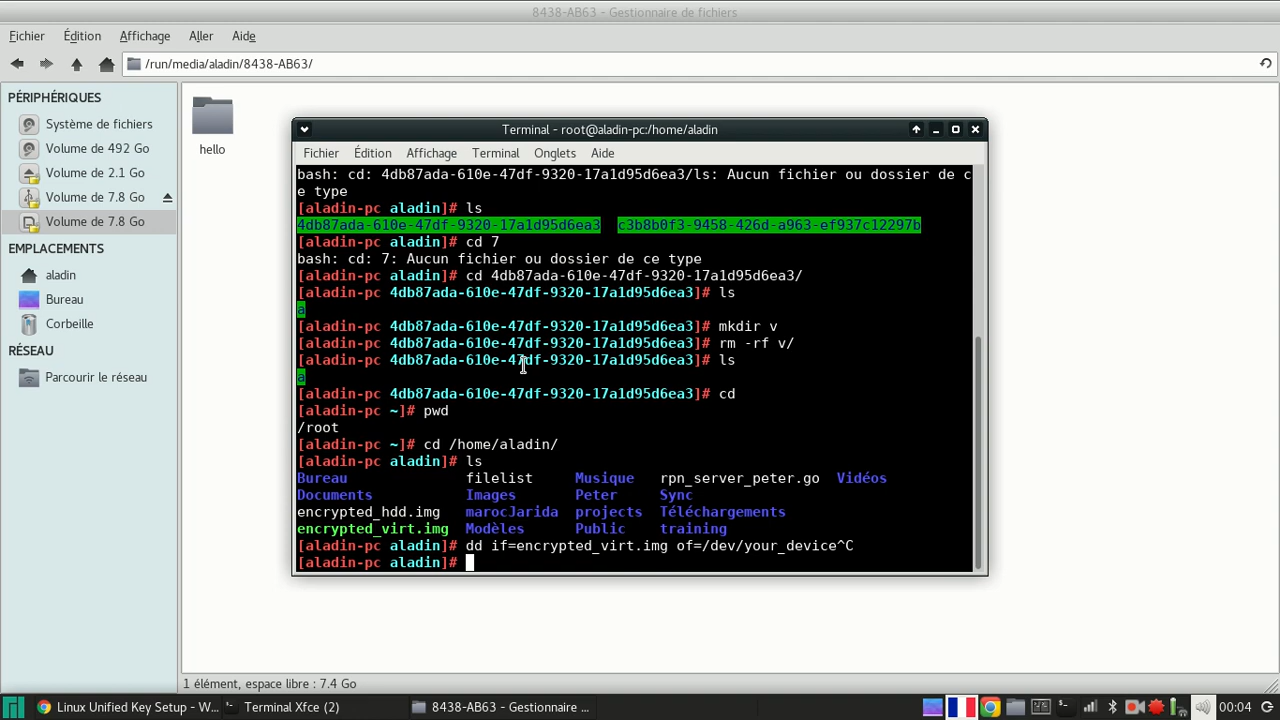 8438-AB63 - Gestionnaire de fichiers
Fichier Édition Affichage Aller Aide
/run/media/aladin/8438-AB63/
PÉRIPHÉRIQUES
Système de fichiers
Volume de 492 Go
Volume de 2.1 Go
Volume de 7.8 Go
Volume de 7.8 Go
EMPLACEMENTS
aladin
Bureau
Corbeille
RÉSEAU
Parcourir le réseau
hello
Terminal - root@aladin-pc:/home/aladin
Fichier Édition Affichage Terminal Onglets Aide
bash: cd: 4db87ada-610e-47df-9320-17a1d95d6ea3/ls: Aucun fichier ou dossier de c
e type
[aladin-pc aladin]# ls
4db87ada-610e-47df-9320-17a1d95d6ea3 c3b8b0f3-9458-426d-a963-ef937c12297b
[aladin-pc aladin]# cd 7
bash: cd: 7: Aucun fichier ou dossier de ce type
[aladin-pc aladin]# cd 4db87ada-610e-47df-9320-17a1d95d6ea3/
[aladin-pc 4db87ada-610e-47df-9320-17a1d95d6ea3]# ls
a
[aladin-pc 4db87ada-610e-47df-9320-17a1d95d6ea3]# mkdir v
[aladin-pc 4db87ada-610e-47df-9320-17a1d95d6ea3]# rm -rf v/
[aladin-pc 4db87ada-610e-47df-9320-17a1d95d6ea3]# ls
a
[aladin-pc 4db87ada-610e-47df-9320-17a1d95d6ea3]# cd
[aladin-pc ~]# pwd
/root
[aladin-pc ~]# cd /home/aladin/
[aladin-pc aladin]# ls
Bureau filelist Musique rpn_server_peter.go Vidéos
Documents Images Peter Sync
encrypted_hdd.img marocJarida projects Téléchargements
encrypted_virt.img Modèles Public training
[aladin-pc aladin]# dd if=encrypted_virt.img of=/dev/your_device^C
[aladin-pc aladin]#
1 élément, espace libre : 7.4 Go
Linux Unified Key Setup - W... Terminal Xfce (2) 8438-AB63 - Gestionnaire ... 00:04